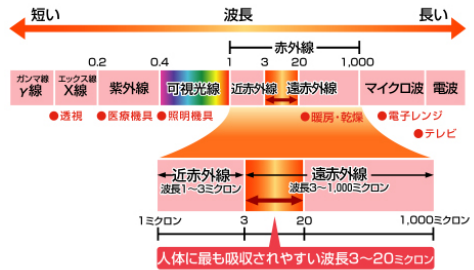 短い 波長 長い
赤外線
0.2 0.4 1 3 20 1,000
ガンマ線 エックス線
γ線 X線 紫外線 可視光線 近赤外線 遠赤外線 マイクロ波 電波
●透視 ●医療機具 ●照明機具 ●暖房・乾燥 ●電子レンジ
●テレビ
近赤外線 遠赤外線
波長1〜3ミクロン 波長3〜1,000ミクロン
1ミクロン 3 20 1,000ミクロン
人体に最も吸収されやすい波長3〜20ミクロン